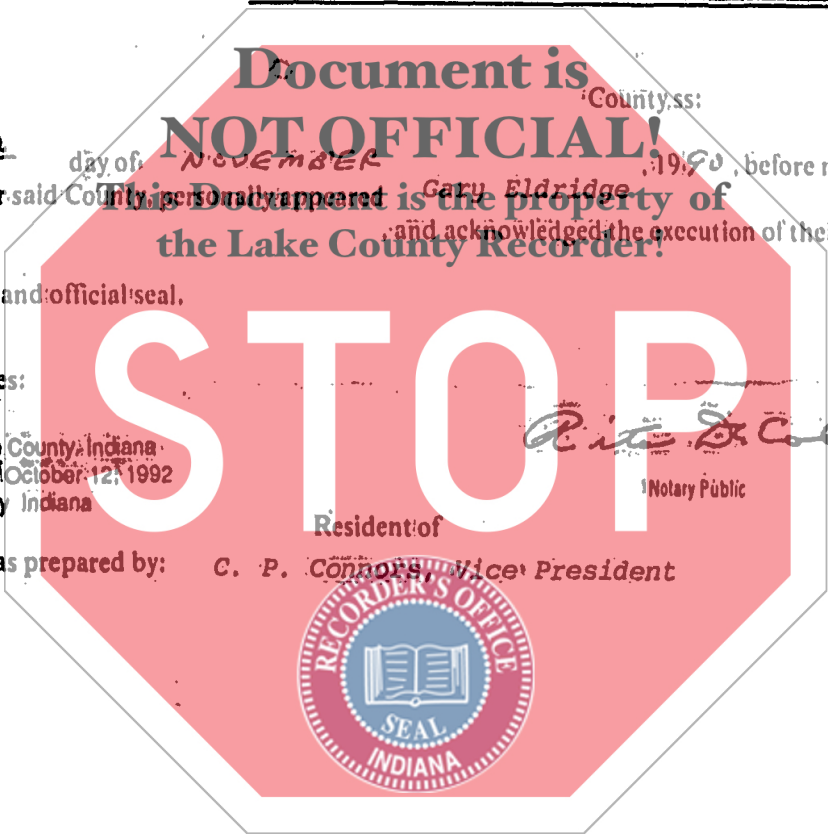 Document is
County, ss:
NOT OFFICIAL!
day of NOVEMBER, 1990, before
said County, personally appeared Gary Eldridge
This Document is the property of
and acknowledged the execution of the
the Lake County Recorder!
and official seal.
STOP
County, Indiana
October 12, 1992
Indiana
Notary Public
Resident of
prepared by: C. P. Connors, Vice President
RECORDER'S OFFICE
SEAL
INDIANA